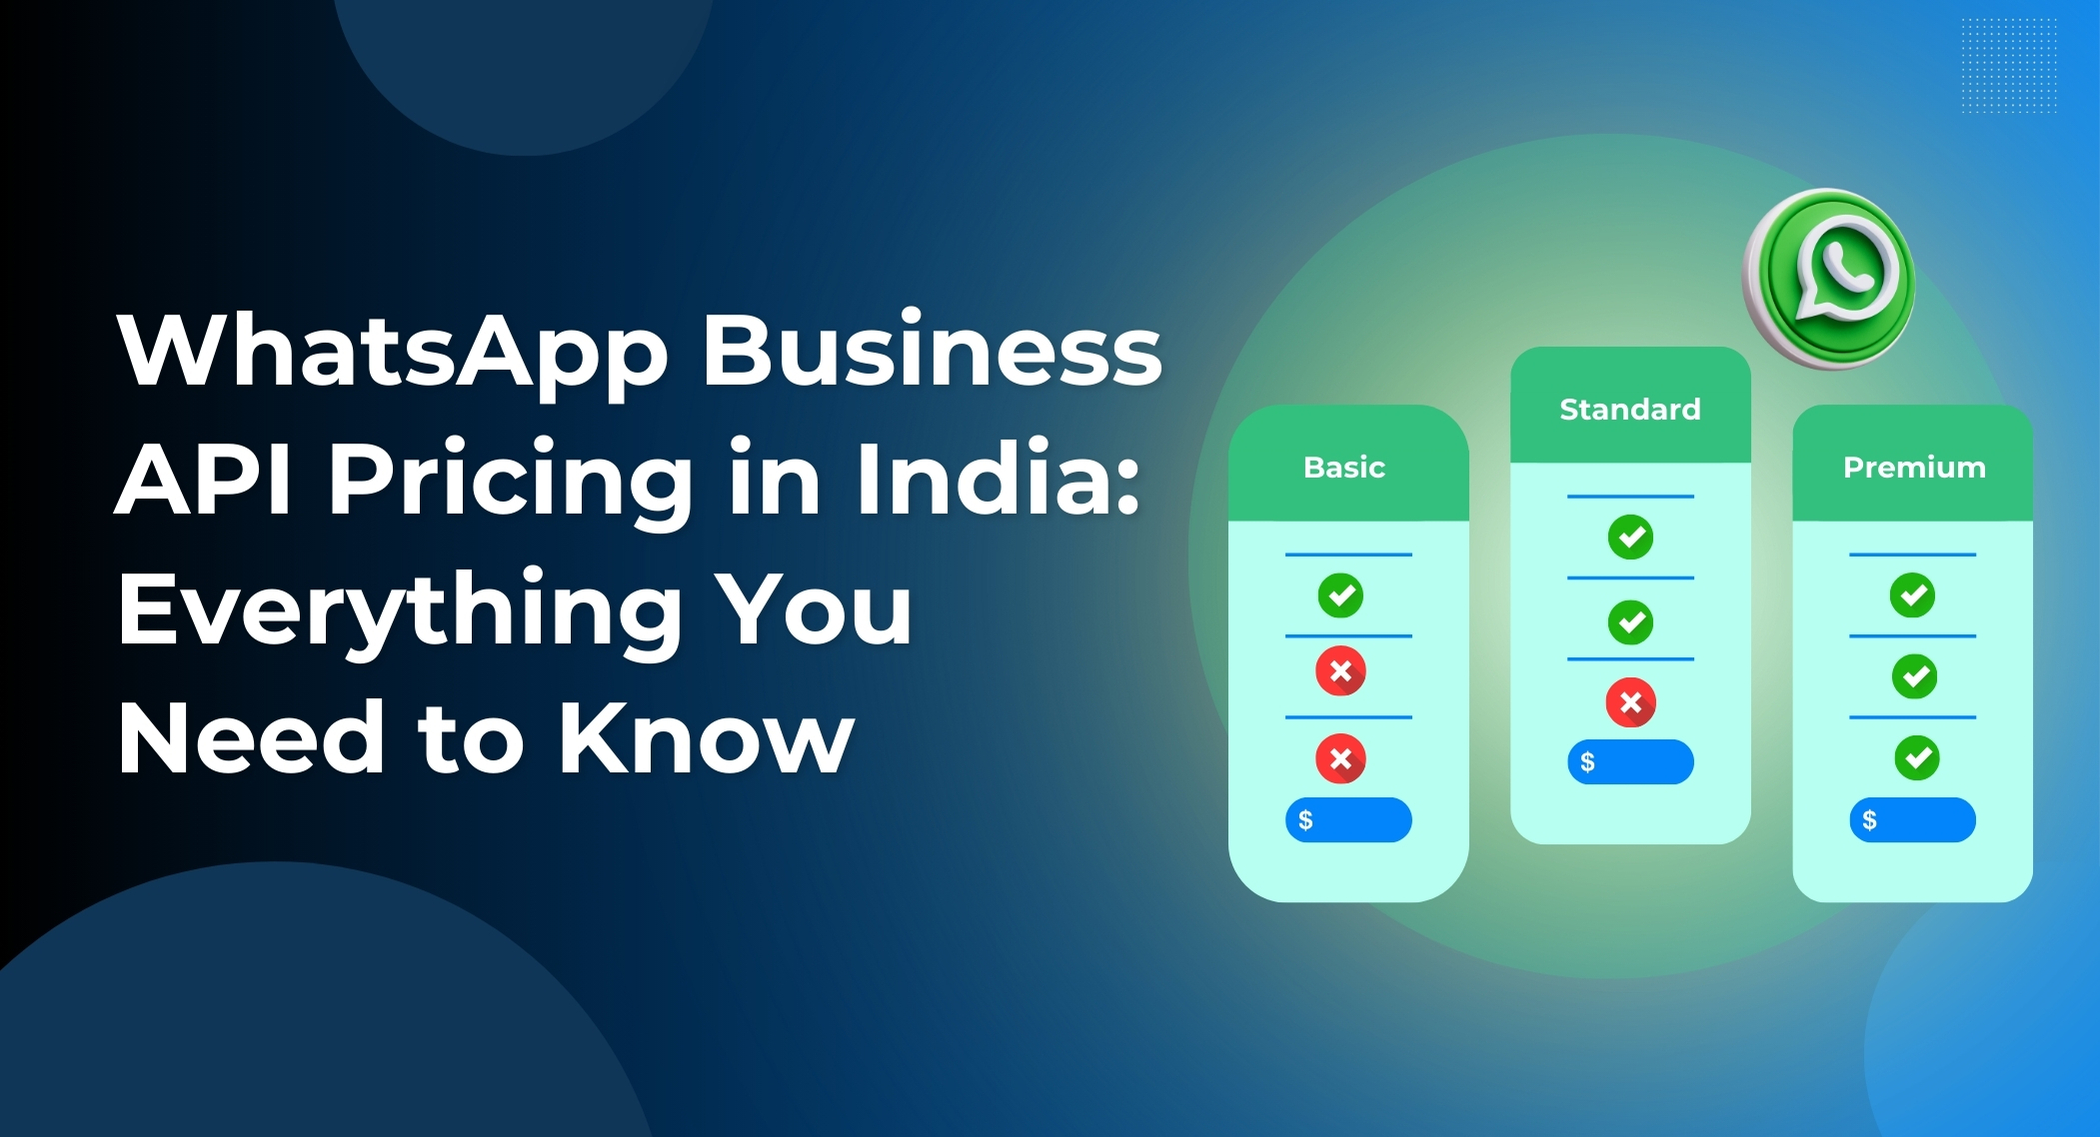 WhatsApp Business
API Pricing in India:
Everything You
Need to Know
Basic
$
Standard
$
Premium
$